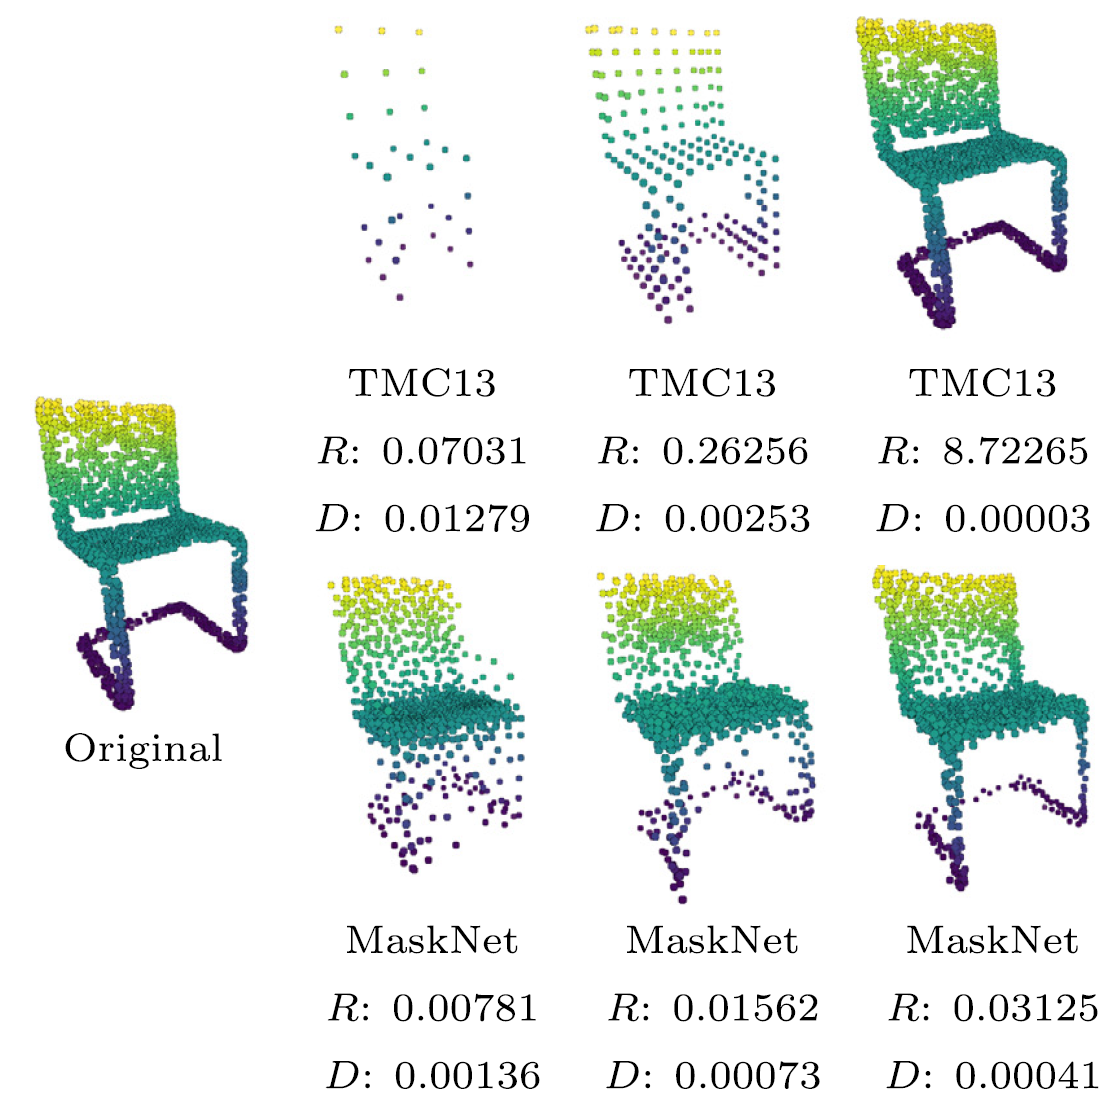 TMC13 TMC13 TMC13
R: 0.07031 R: 0.26256 R: 8.72265
D: 0.01279 D: 0.00253 D: 0.00003
Original
MaskNet MaskNet MaskNet
R: 0.00781 R: 0.01562 R: 0.03125
D: 0.00136 D: 0.00073 D: 0.00041